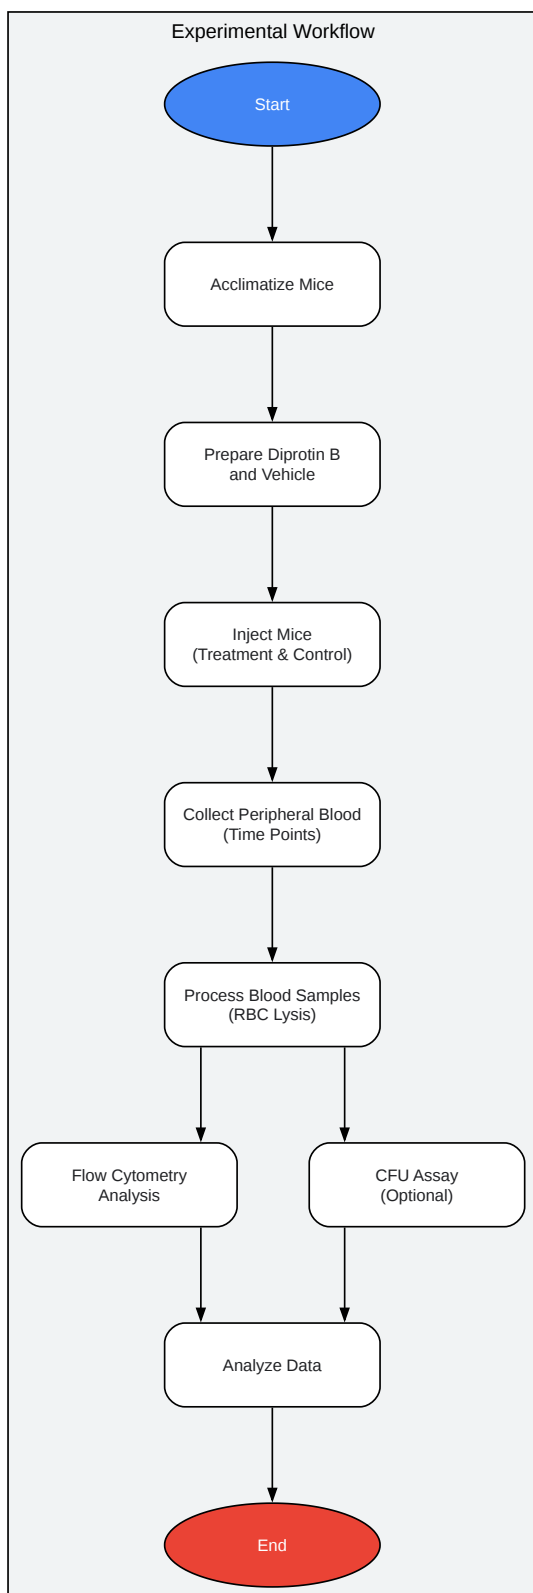 Experimental Workflow
Start
Acclimatize Mice
Prepare Diprotin B
and Vehicle
Inject Mice
(Treatment & Control)
Collect Peripheral Blood
(Time Points)
Process Blood Samples
(RBC Lysis)
Flow Cytometry
Analysis
CFU Assay
(Optional)
Analyze Data
End